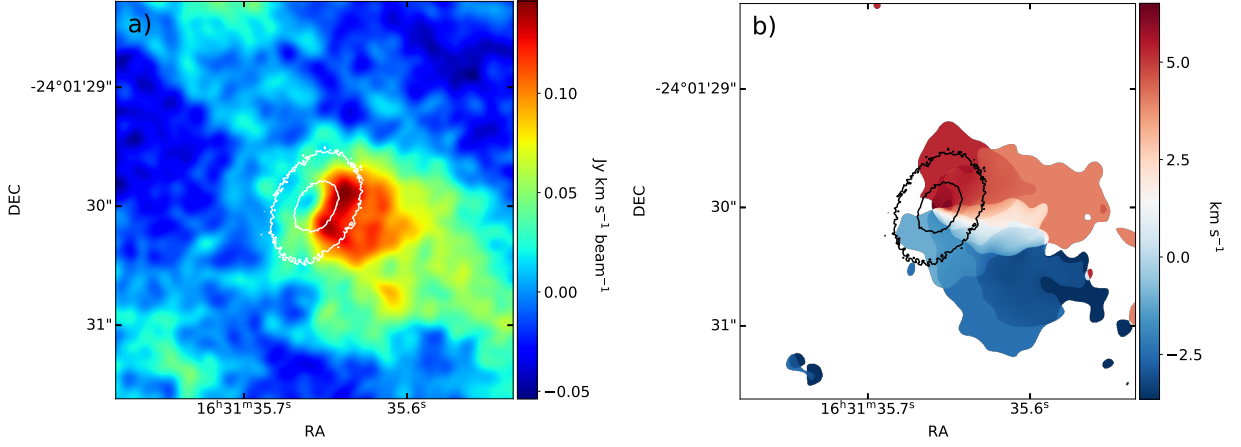 a)
-24°01'29"
30"
31"
DEC
16ʰ31ᵐ35.7ˢ
35.6ˢ
RA
0.10
0.05
0.00
−0.05
Jy km s⁻¹ beam⁻¹
b)
-24°01'29"
30"
31"
DEC
16ʰ31ᵐ35.7ˢ
35.6ˢ
RA
5.0
2.5
0.0
−2.5
km s⁻¹